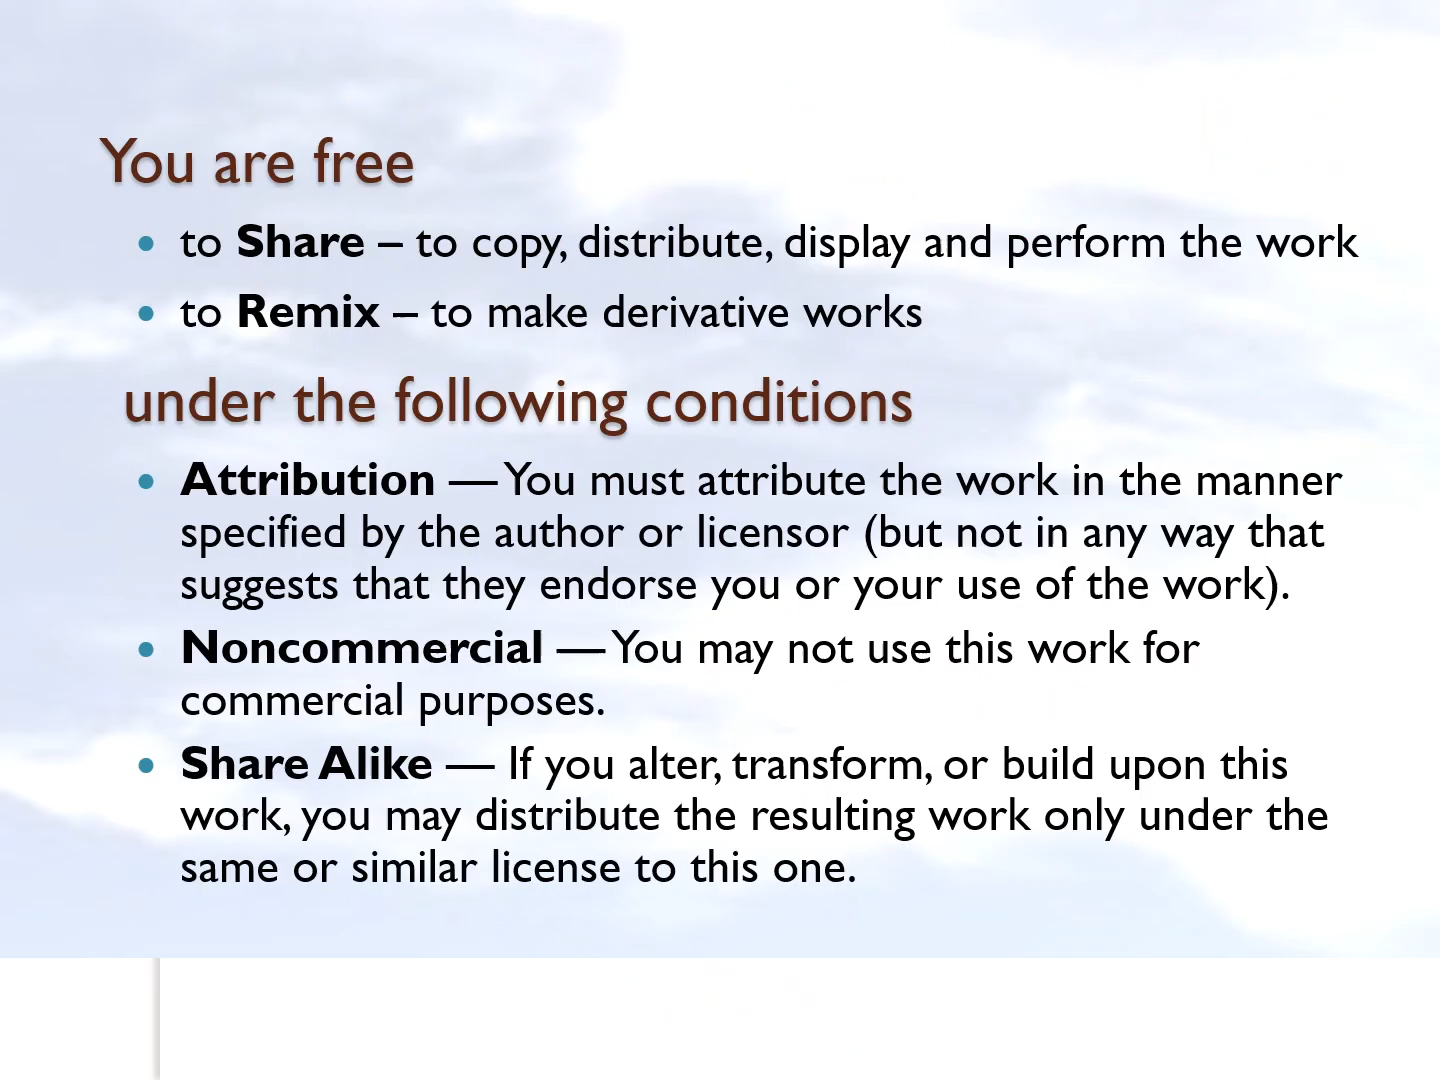 You are free
• to Share – to copy, distribute, display and perform the work
• to Remix – to make derivative works
under the following conditions
• Attribution — You must attribute the work in the manner
specified by the author or licensor (but not in any way that
suggests that they endorse you or your use of the work).
• Noncommercial — You may not use this work for
commercial purposes.
• Share Alike — If you alter, transform, or build upon this
work, you may distribute the resulting work only under the
same or similar license to this one.